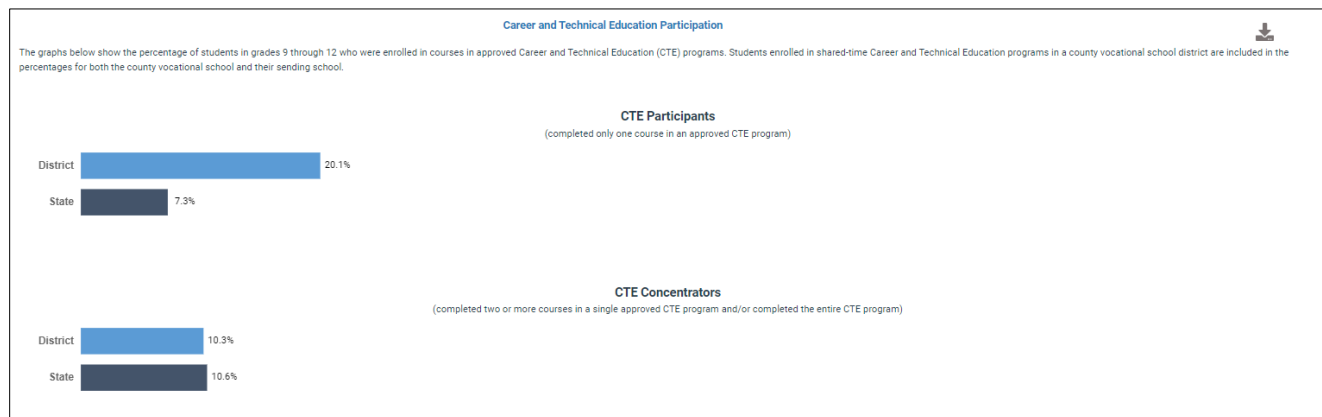 Career and Technical Education Participation
The graphs below show the percentage of students in grades 9 through 12 who were enrolled in courses in approved Career and Technical Education (CTE) programs. Students enrolled in shared-time Career and Technical Education programs in a county vocational school district are included in the
percentages for both the county vocational school and their sending school.
CTE Participants
(completed only one course in an approved CTE program)
District 20.1%
State 7.3%
CTE Concentrators
(completed two or more courses in a single approved CTE program and/or completed the entire CTE program)
District 10.3%
State 10.6%